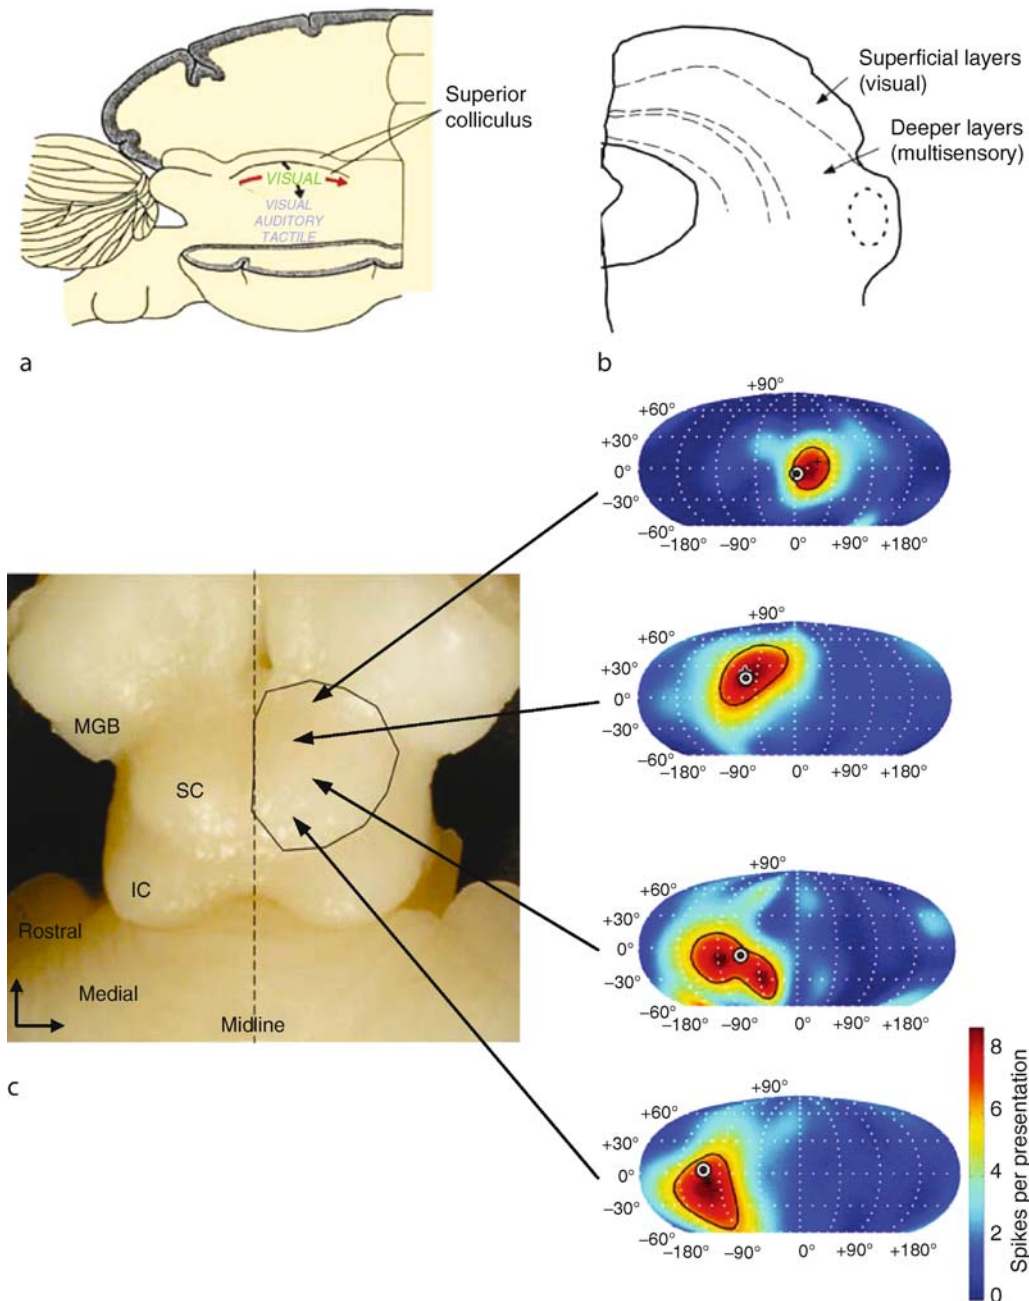 Superior
colliculus
VISUAL
VISUAL
AUDITORY
TACTILE
a
Superficial layers
(visual)
Deeper layers
(multisensory)
b
+90°
+60°
+30°
0°
−30°
−60°
−180° −90° 0° +90° +180°
+90°
+60°
+30°
0°
−30°
−60°
−180° −90° 0° +90° +180°
+90°
+60°
+30°
0°
−30°
−60°
−180° −90° 0° +90° +180°
+90°
+60°
+30°
0°
−30°
−60°
−180° −90° 0° +90° +180°
8
6
4
2
0
Spikes per presentation
MGB
SC
IC
Rostral
Medial
Midline
c